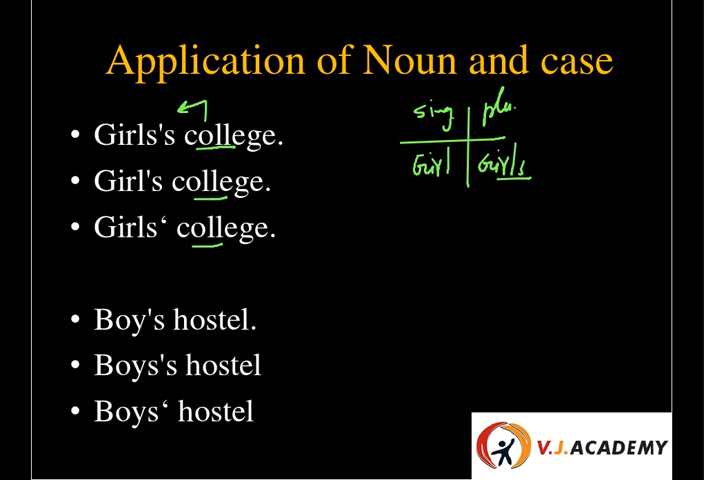 Application of Noun and case
• Girls's college.
• Girl's college.
• Girls‘ college.
sing plu.
Girl Girls
• Boy's hostel.
• Boys's hostel
• Boys‘ hostel
V.J.ACADEMY